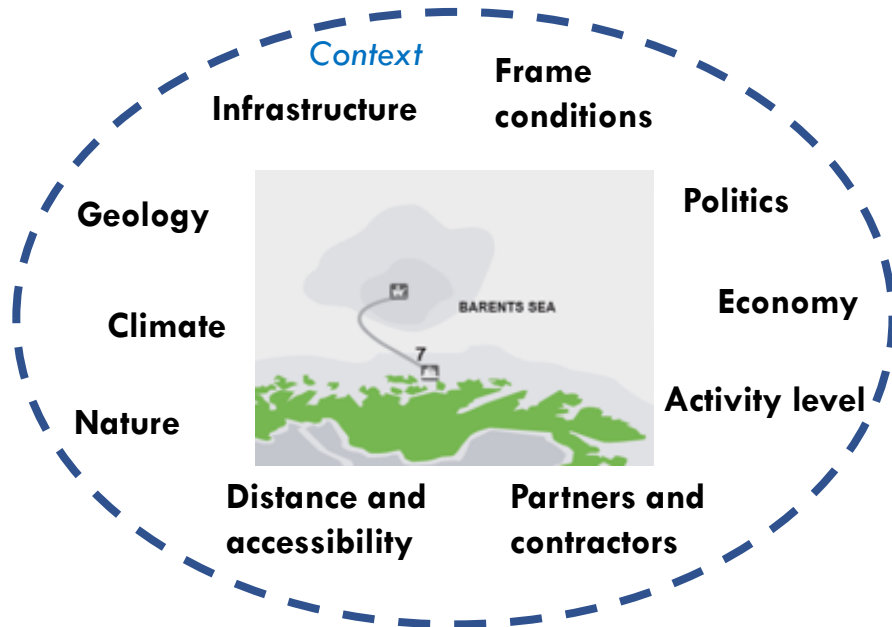 Context
Infrastructure
Frame
conditions
Geology
Politics
Climate
BARENTS SEA
Economy
7
Nature
Activity level
Distance and
accessibility
Partners and
contractors